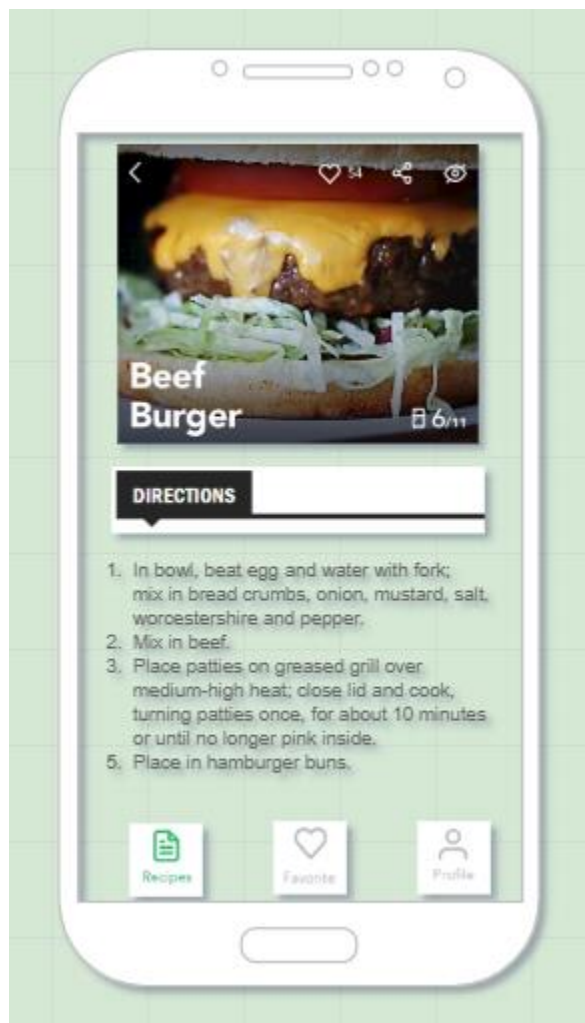 54
Beef
Burger
6/11
DIRECTIONS
1. In bowl, beat egg and water with fork;
mix in bread crumbs, onion, mustard, salt,
worcestershire and pepper.
2. Mix in beef.
3. Place patties on greased grill over
medium-high heat; close lid and cook,
turning patties once, for about 10 minutes
or until no longer pink inside.
5. Place in hamburger buns.
Recipes
Favorite
Profile